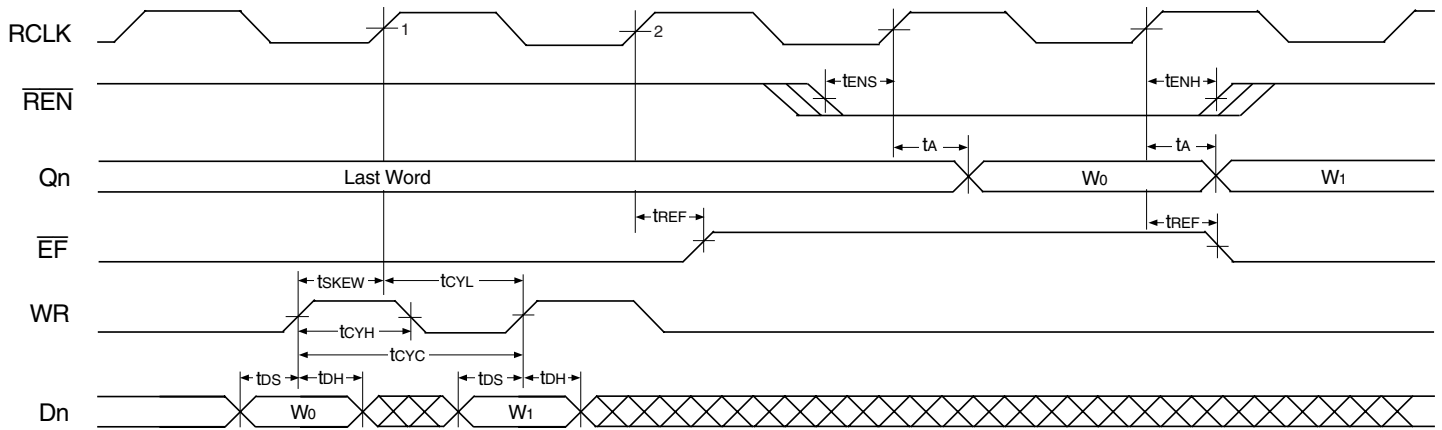 RCLK 1 2
REN tENS tENH
tA tA
Qn Last Word W0 W1
tREF tREF
EF
tSKEW tCYL
WR
tCYH
tCYC
tDS tDH tDS tDH
Dn W0 W1